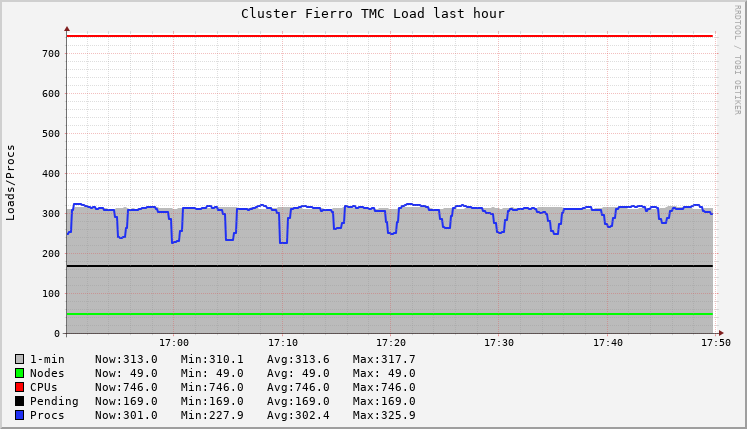 Cluster Fierro TMC Load last hour
RRDTOOL / TOBI OETIKER
Loads/Procs
700
600
500
400
300
200
100
0
17:00 17:10 17:20 17:30 17:40 17:50
1-min Now:313.0 Min:310.1 Avg:313.6 Max:317.7
Nodes Now: 49.0 Min: 49.0 Avg: 49.0 Max: 49.0
CPUs Now:746.0 Min:746.0 Avg:746.0 Max:746.0
Pending Now:169.0 Min:169.0 Avg:169.0 Max:169.0
Procs Now:301.0 Min:227.9 Avg:302.4 Max:325.9